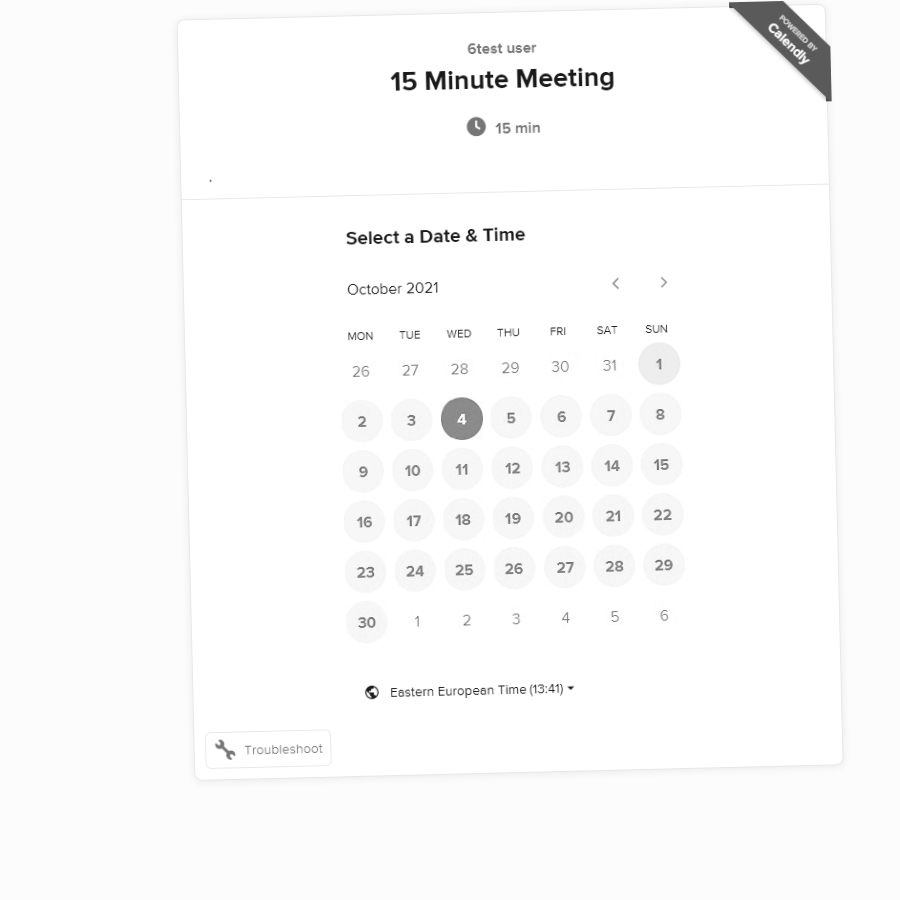 POWERED BY
Calendly
6test user
15 Minute Meeting
15 min
.
Select a Date & Time
October 2021
MON TUE WED THU FRI SAT SUN
26 27 28 29 30 31 1
2 3 4 5 6 7 8
9 10 11 12 13 14 15
16 17 18 19 20 21 22
23 24 25 26 27 28 29
30 1 2 3 4 5 6
Eastern European Time (13:41)
Troubleshoot